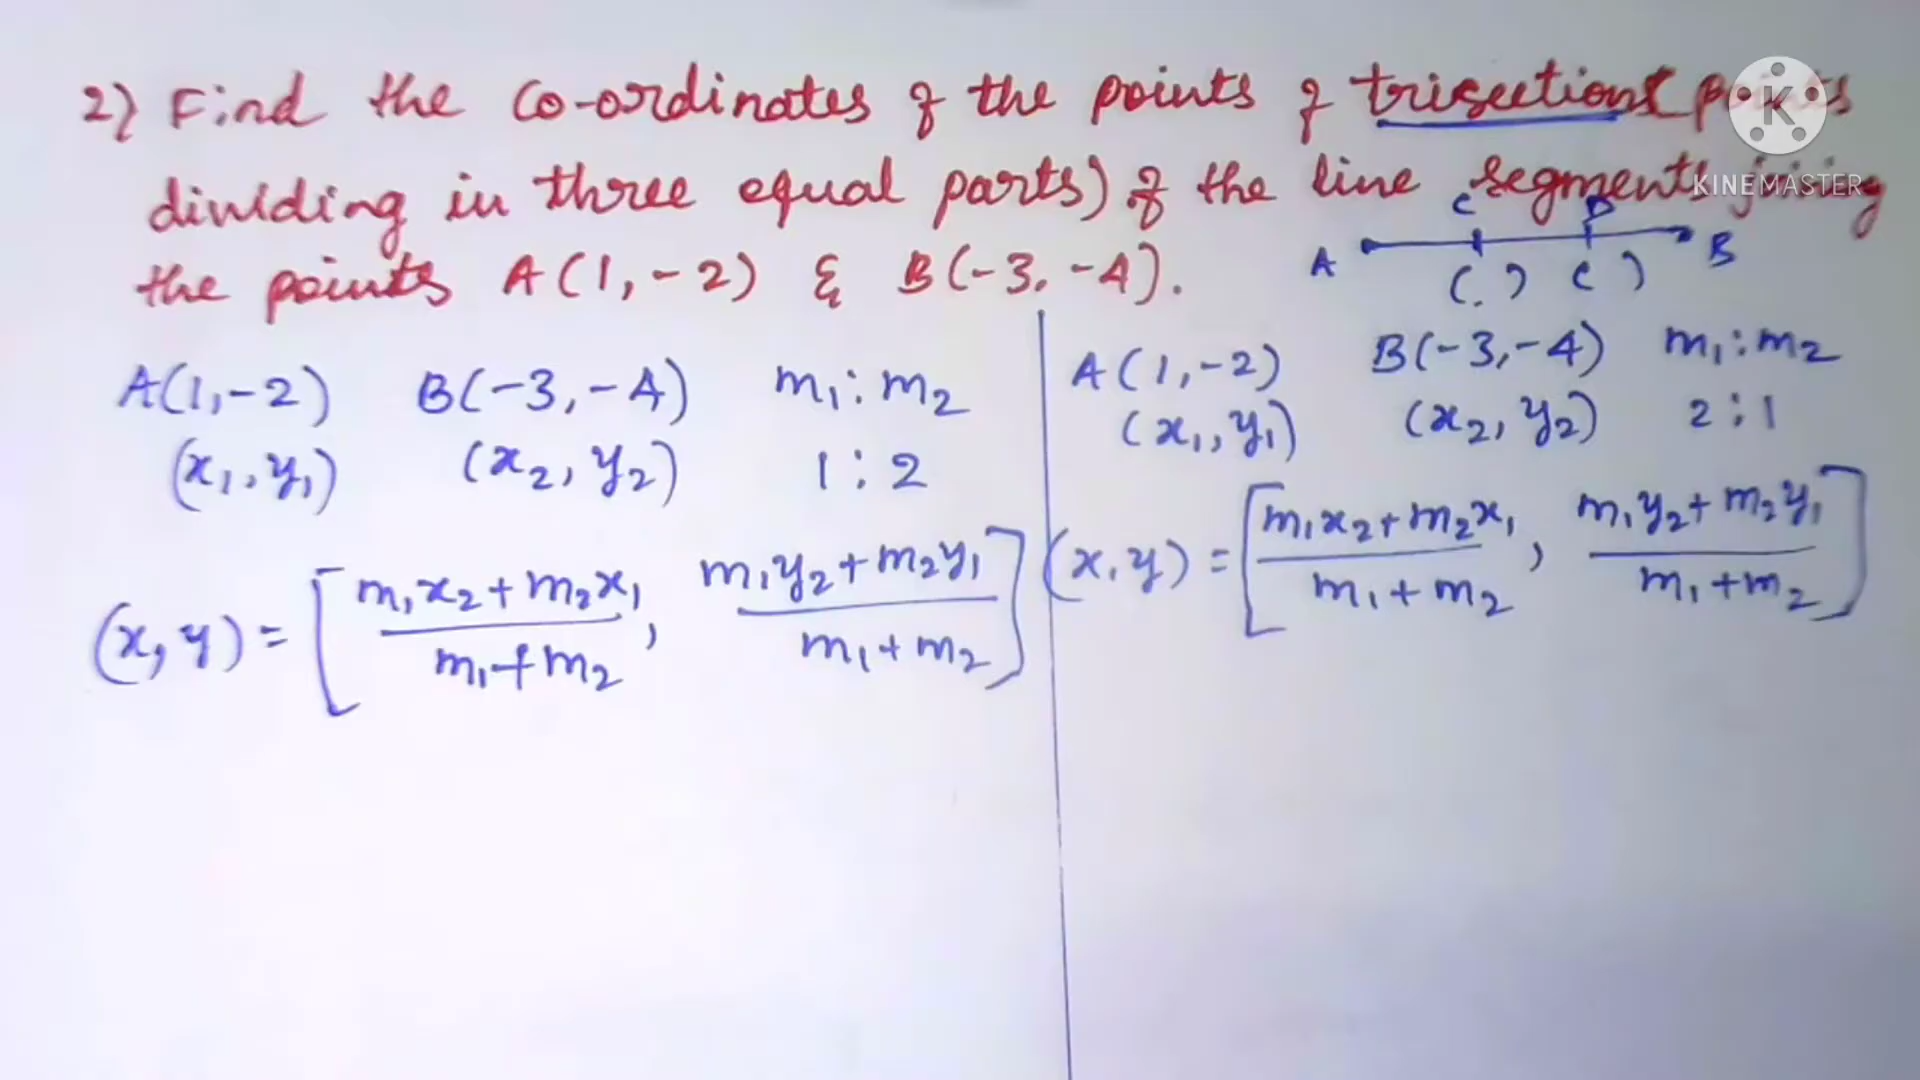 2) Find the co-ordinates of the points of trisections ( points
dividing in three equal parts) of the line segments joining
the points A(1,-2) & B(-3,-4).
K
KINEMASTER
A C D B
(.) ( )
A(1,-2) B(-3,-4) m₁:m₂
(x₁,y₁) (x₂,y₂) 1:2
(x,y) = [m₁x₂+m₂x₁/m₁+m₂, m₁y₂+m₂y₁/m₁+m₂]
A(1,-2) B(-3,-4) m₁:m₂
(x₁,y₁) (x₂,y₂) 2:1
(x,y) = [m₁x₂+m₂x₁/m₁+m₂, m₁y₂+m₂y₁/m₁+m₂]